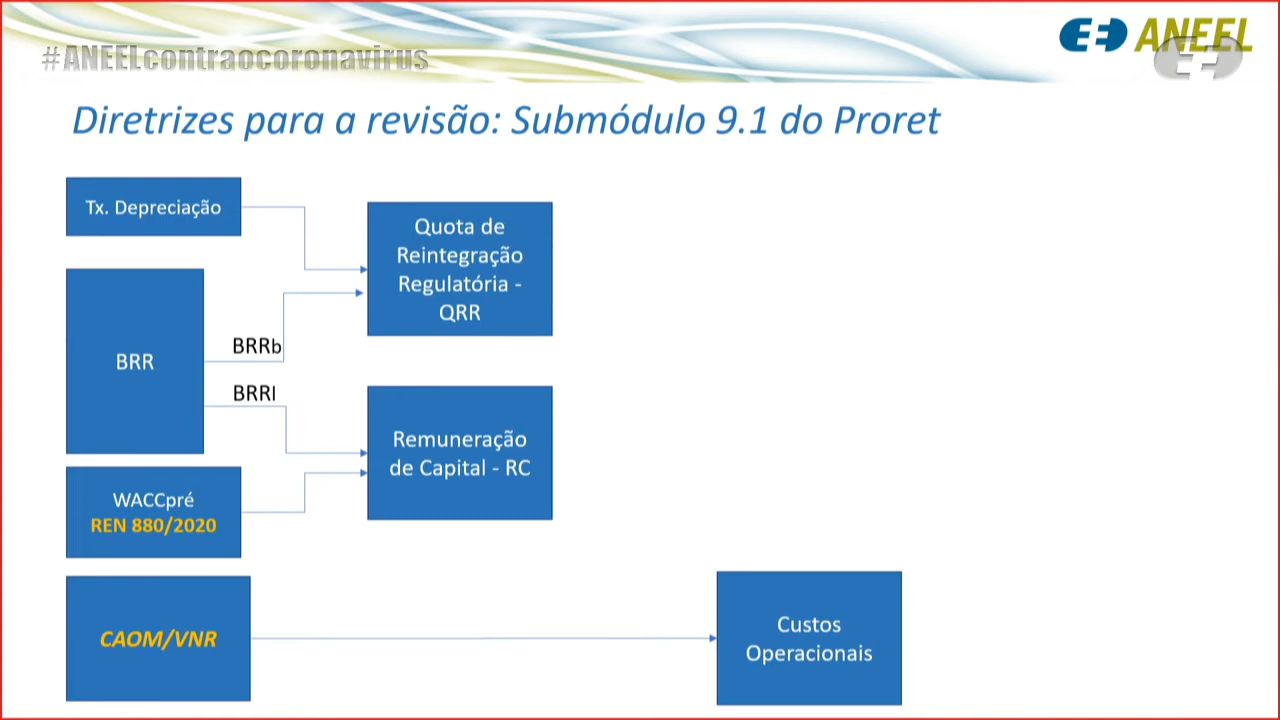 #ANEELcontraocoronavirus
ANEEL
Diretrizes para a revisão: Submódulo 9.1 do Proret
Tx. Depreciação
Quota de
Reintegração
Regulatória -
QRR
BRR
BRRb
BRRl
Remuneração
de Capital - RC
WACCpré
REN 880/2020
CAOM/VNR
Custos
Operacionais